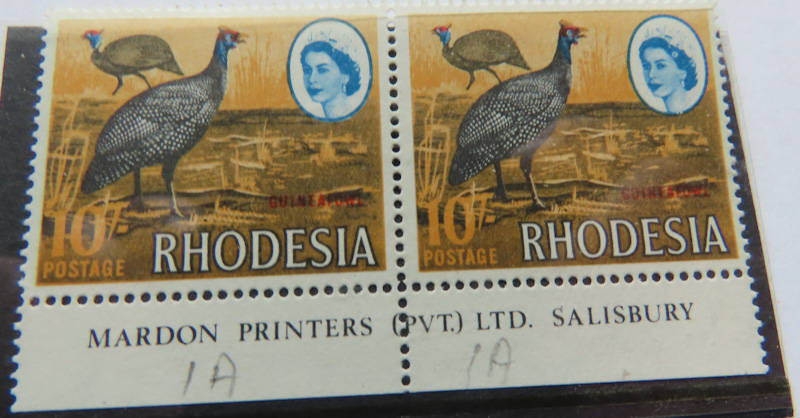 GUINEAFOWL GUINEAFOWL
10/- 10/-
POSTAGE POSTAGE
RHODESIA RHODESIA
MARDON PRINTERS (PVT.) LTD. SALISBURY
1A 1A